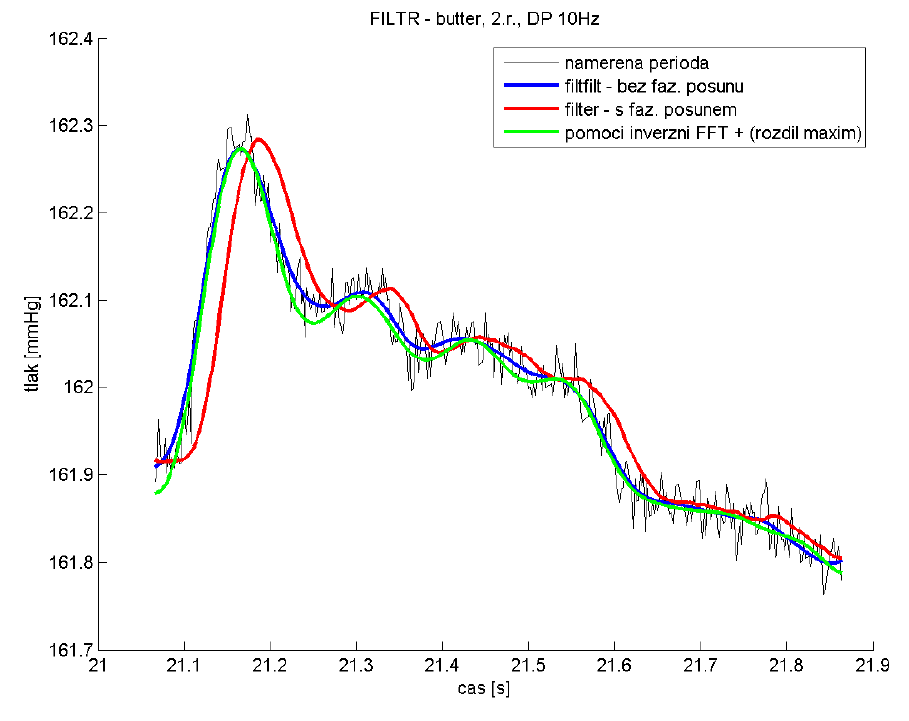 FILTR - butter, 2.r., DP 10Hz
162.4
162.3
162.2
162.1
162
161.9
161.8
161.7
tlak [mmHg]
namerena perioda
filtfilt - bez faz. posunu
filter - s faz. posunem
pomoci inverzni FFT + (rozdil maxim)
21 21.1 21.2 21.3 21.4 21.5 21.6 21.7 21.8 21.9
cas [s]